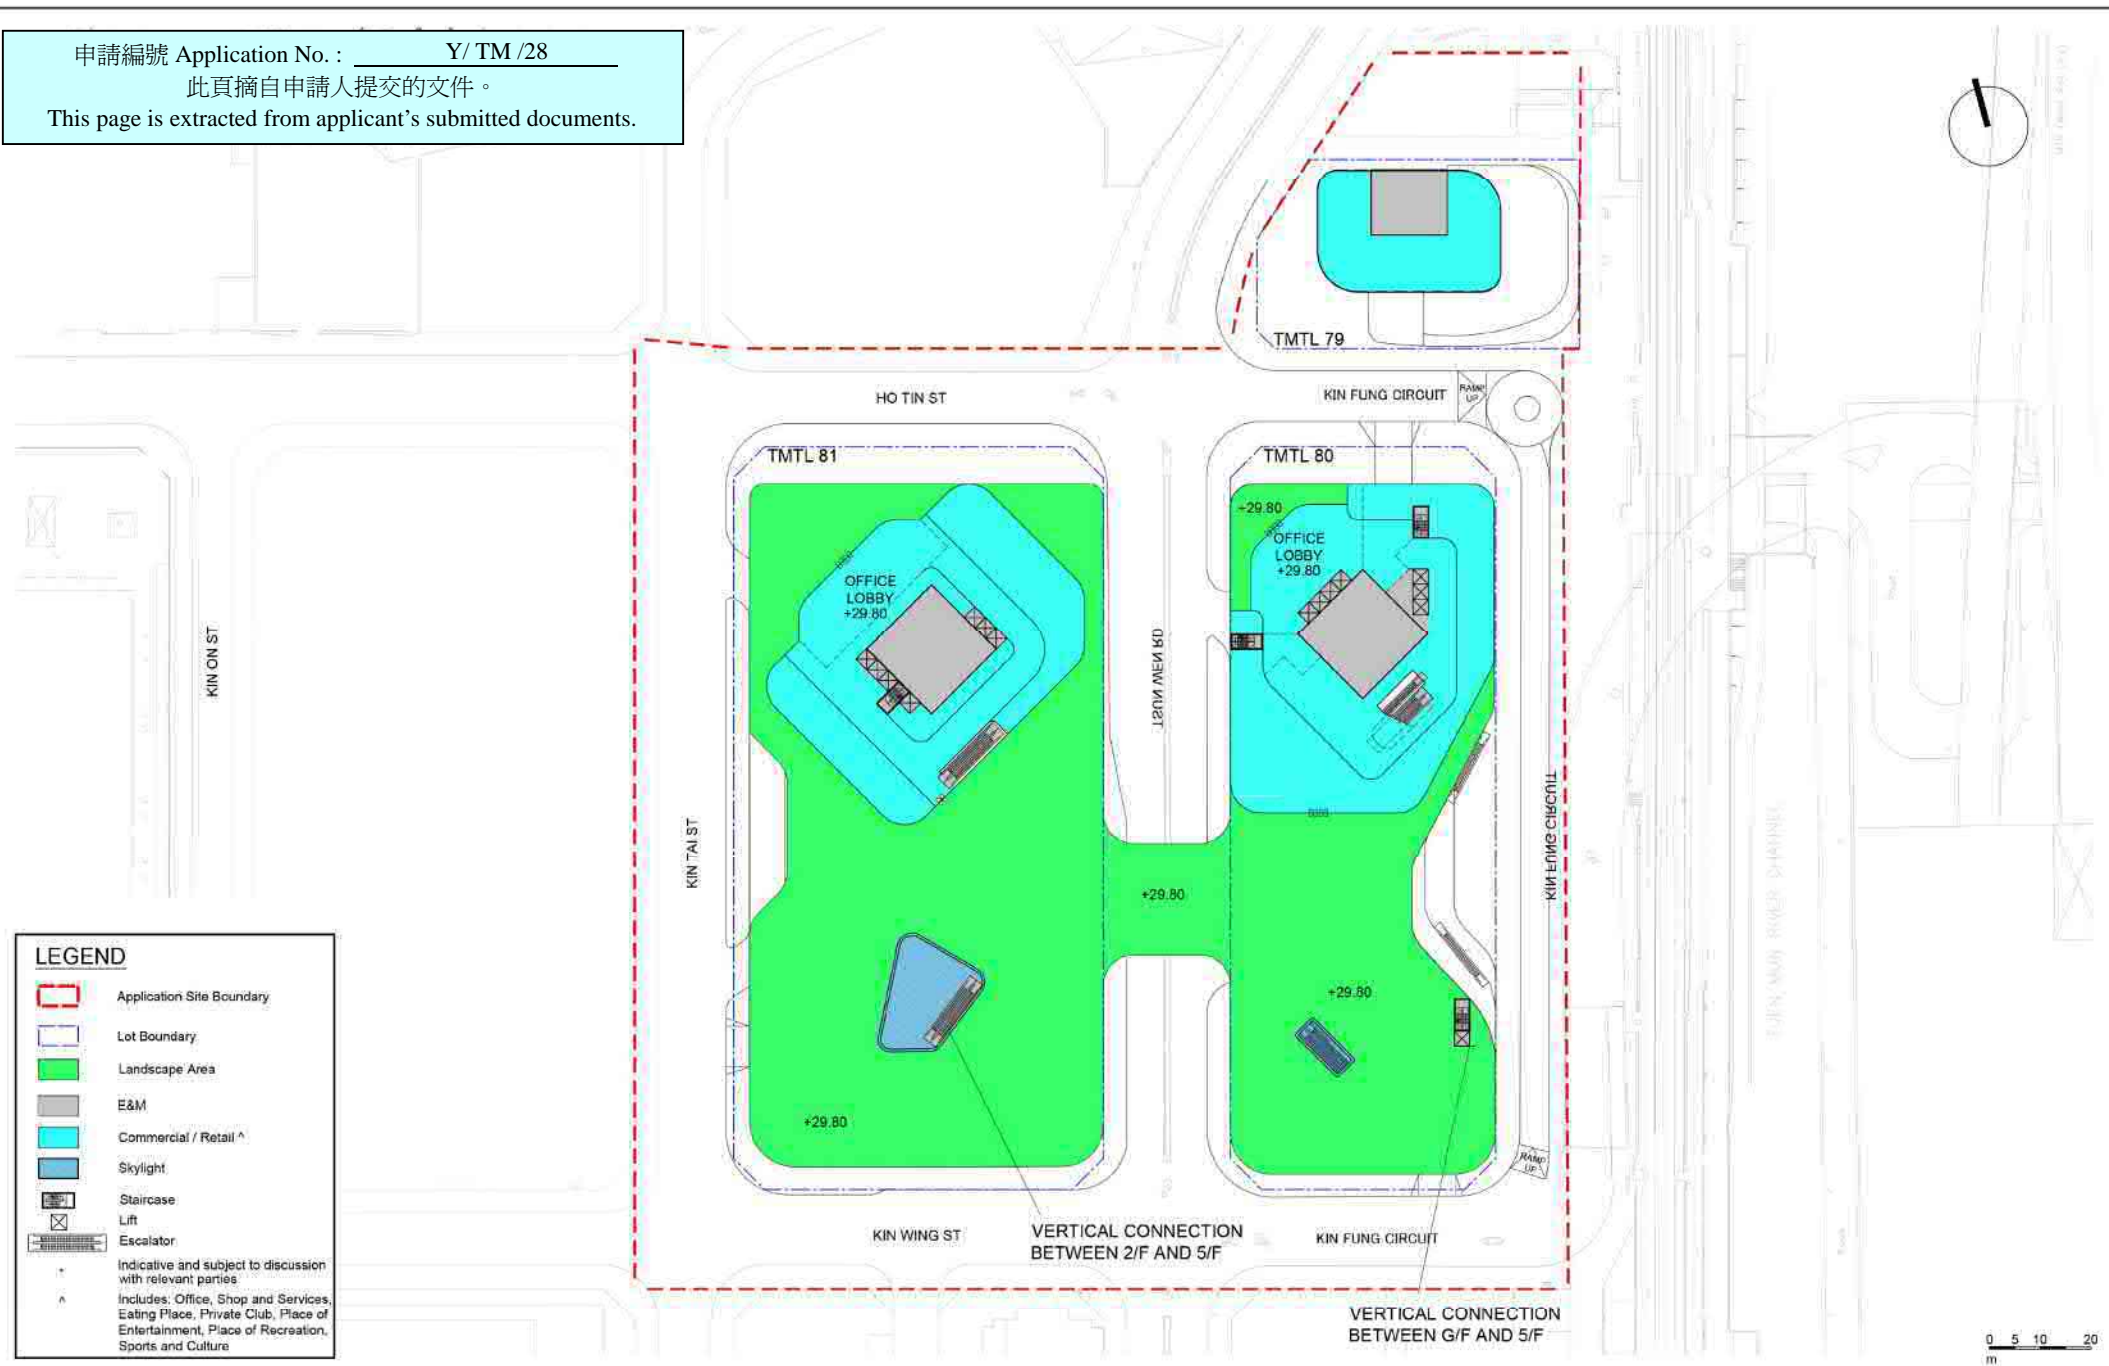 申請編號 Application No. : Y/ TM /28
此頁摘自申請人提交的文件。
This page is extracted from applicant's submitted documents.
TMTL 79
HO TIN ST
KIN FUNG CIRCUIT
RAMP
UP
TMTL 81
TMTL 80
+29.80
OFFICE
LOBBY
+29.80
OFFICE
LOBBY
+29.80
KIN ON ST
TSUN WEN RD
KIN TAI ST
KIN FUNG CIRCUIT
TUEN MUN RIVER CHANNEL
+29.80
+29.80
+29.80
RAMP
UP
KIN WING ST
VERTICAL CONNECTION
BETWEEN 2/F AND 5/F
KIN FUNG CIRCUIT
VERTICAL CONNECTION
BETWEEN G/F AND 5/F
LEGEND
Application Site Boundary
Lot Boundary
Landscape Area
E&M
Commercial / Retail ^
Skylight
Staircase
Lift
Escalator
+ Indicative and subject to discussion
with relevant parties
^ Includes: Office, Shop and Services,
Eating Place, Private Club, Place of
Entertainment, Place of Recreation,
Sports and Culture
0 5 10 20
m